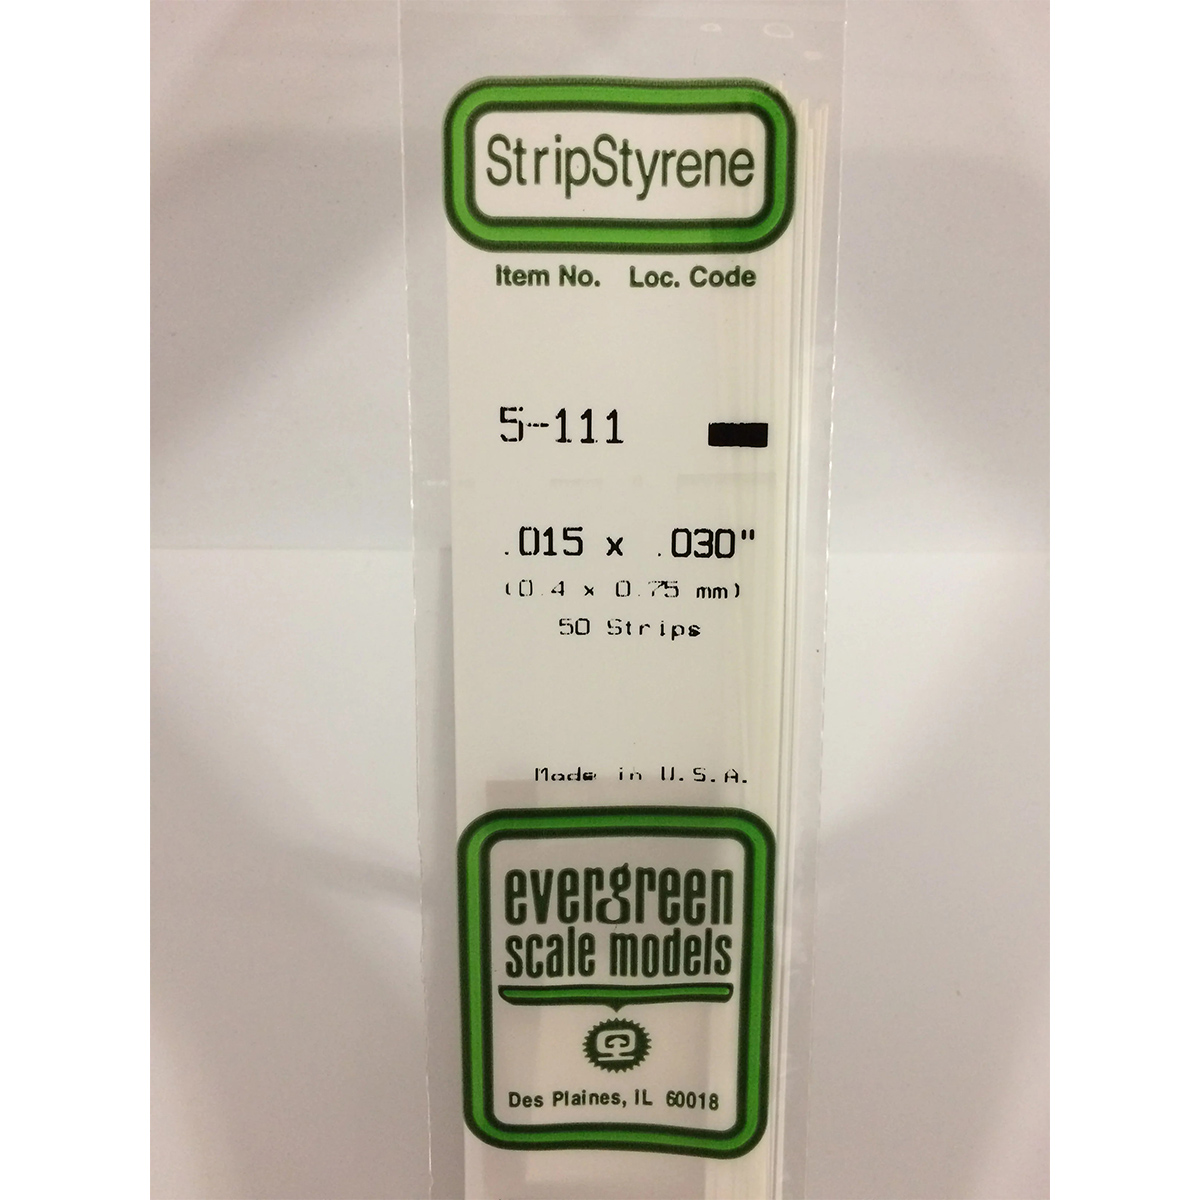 StripStyrene
Item No. Loc. Code
5-111
.015 x .030"
(0.4 x 0.75 mm)
50 Strips
Made in U.S.A.
evergreen
scale models
Des Plaines, IL 60018